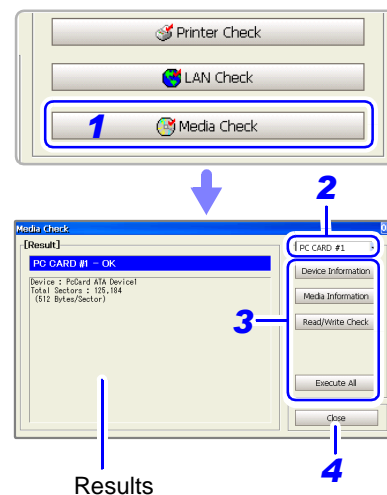 Printer Check
LAN Check
1 Media Check
2
Media Check
[Result]
PC CARD #1
PC CARD #1 - OK
Device : PcCard ATA Device1
Total Sectors : 125,184
(512 Bytes/Sector)
Device Information
Media Information
3 Read/Write Check
Execute All
Close
Results
4